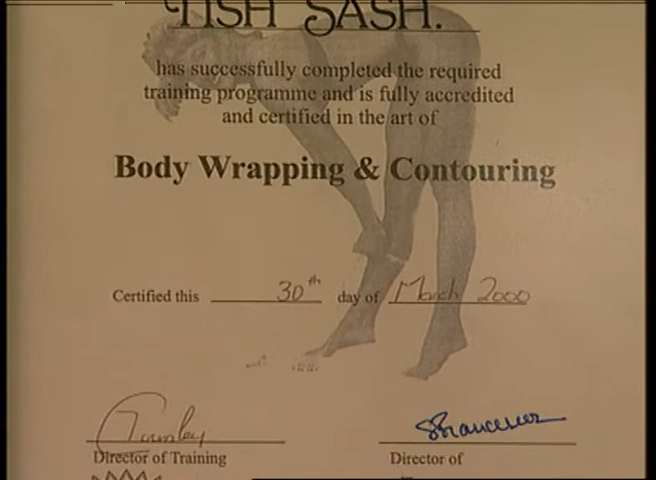 TISH SASH.
has successfully completed the required
training programme and is fully accredited
and certified in the art of
Body Wrapping & Contouring
Certified this 30th day of March 2000
Townley
Director of Training
Director of